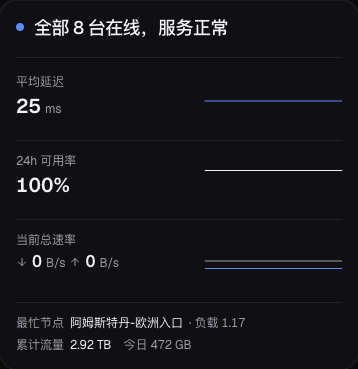 全部 8 台在线，服务正常
平均延迟
25 ms
24h 可用率
100%
当前总速率
↓ 0 B/s ↑ 0 B/s
最忙节点 阿姆斯特丹-欧洲入口 · 负载 1.17
累计流量 2.92 TB 今日 472 GB